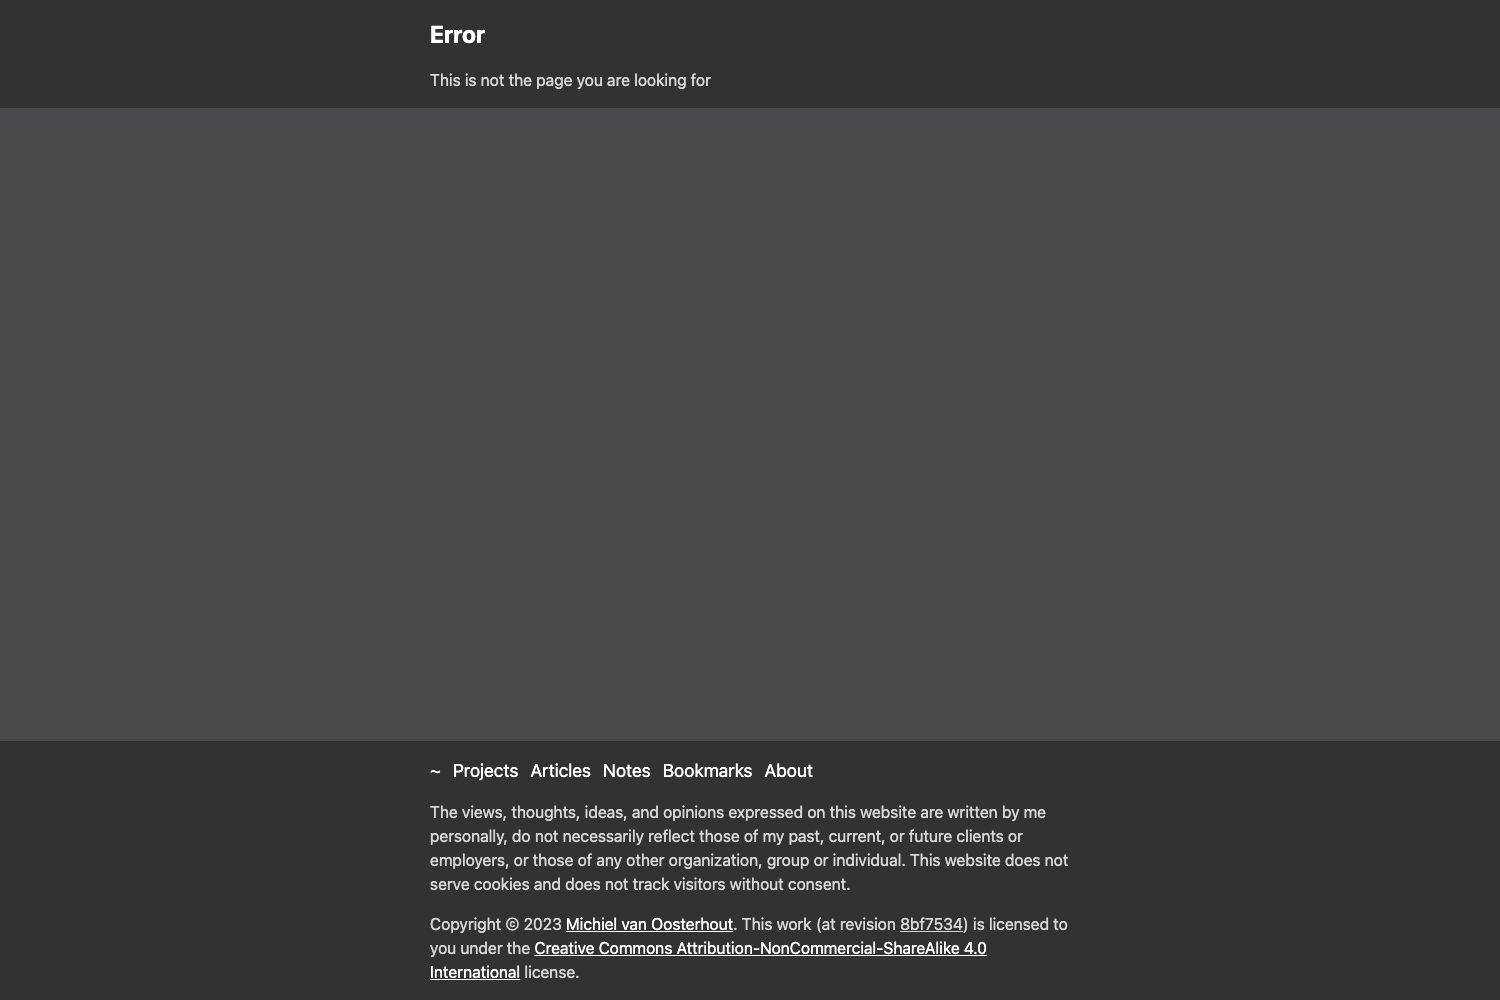 Error
This is not the page you are looking for
~ Projects Articles Notes Bookmarks About
The views, thoughts, ideas, and opinions expressed on this website are written by me
personally, do not necessarily reflect those of my past, current, or future clients or
employers, or those of any other organization, group or individual. This website does not
serve cookies and does not track visitors without consent.
Copyright © 2023 Michiel van Oosterhout. This work (at revision 8bf7534) is licensed to
you under the Creative Commons Attribution-NonCommercial-ShareAlike 4.0
International license.